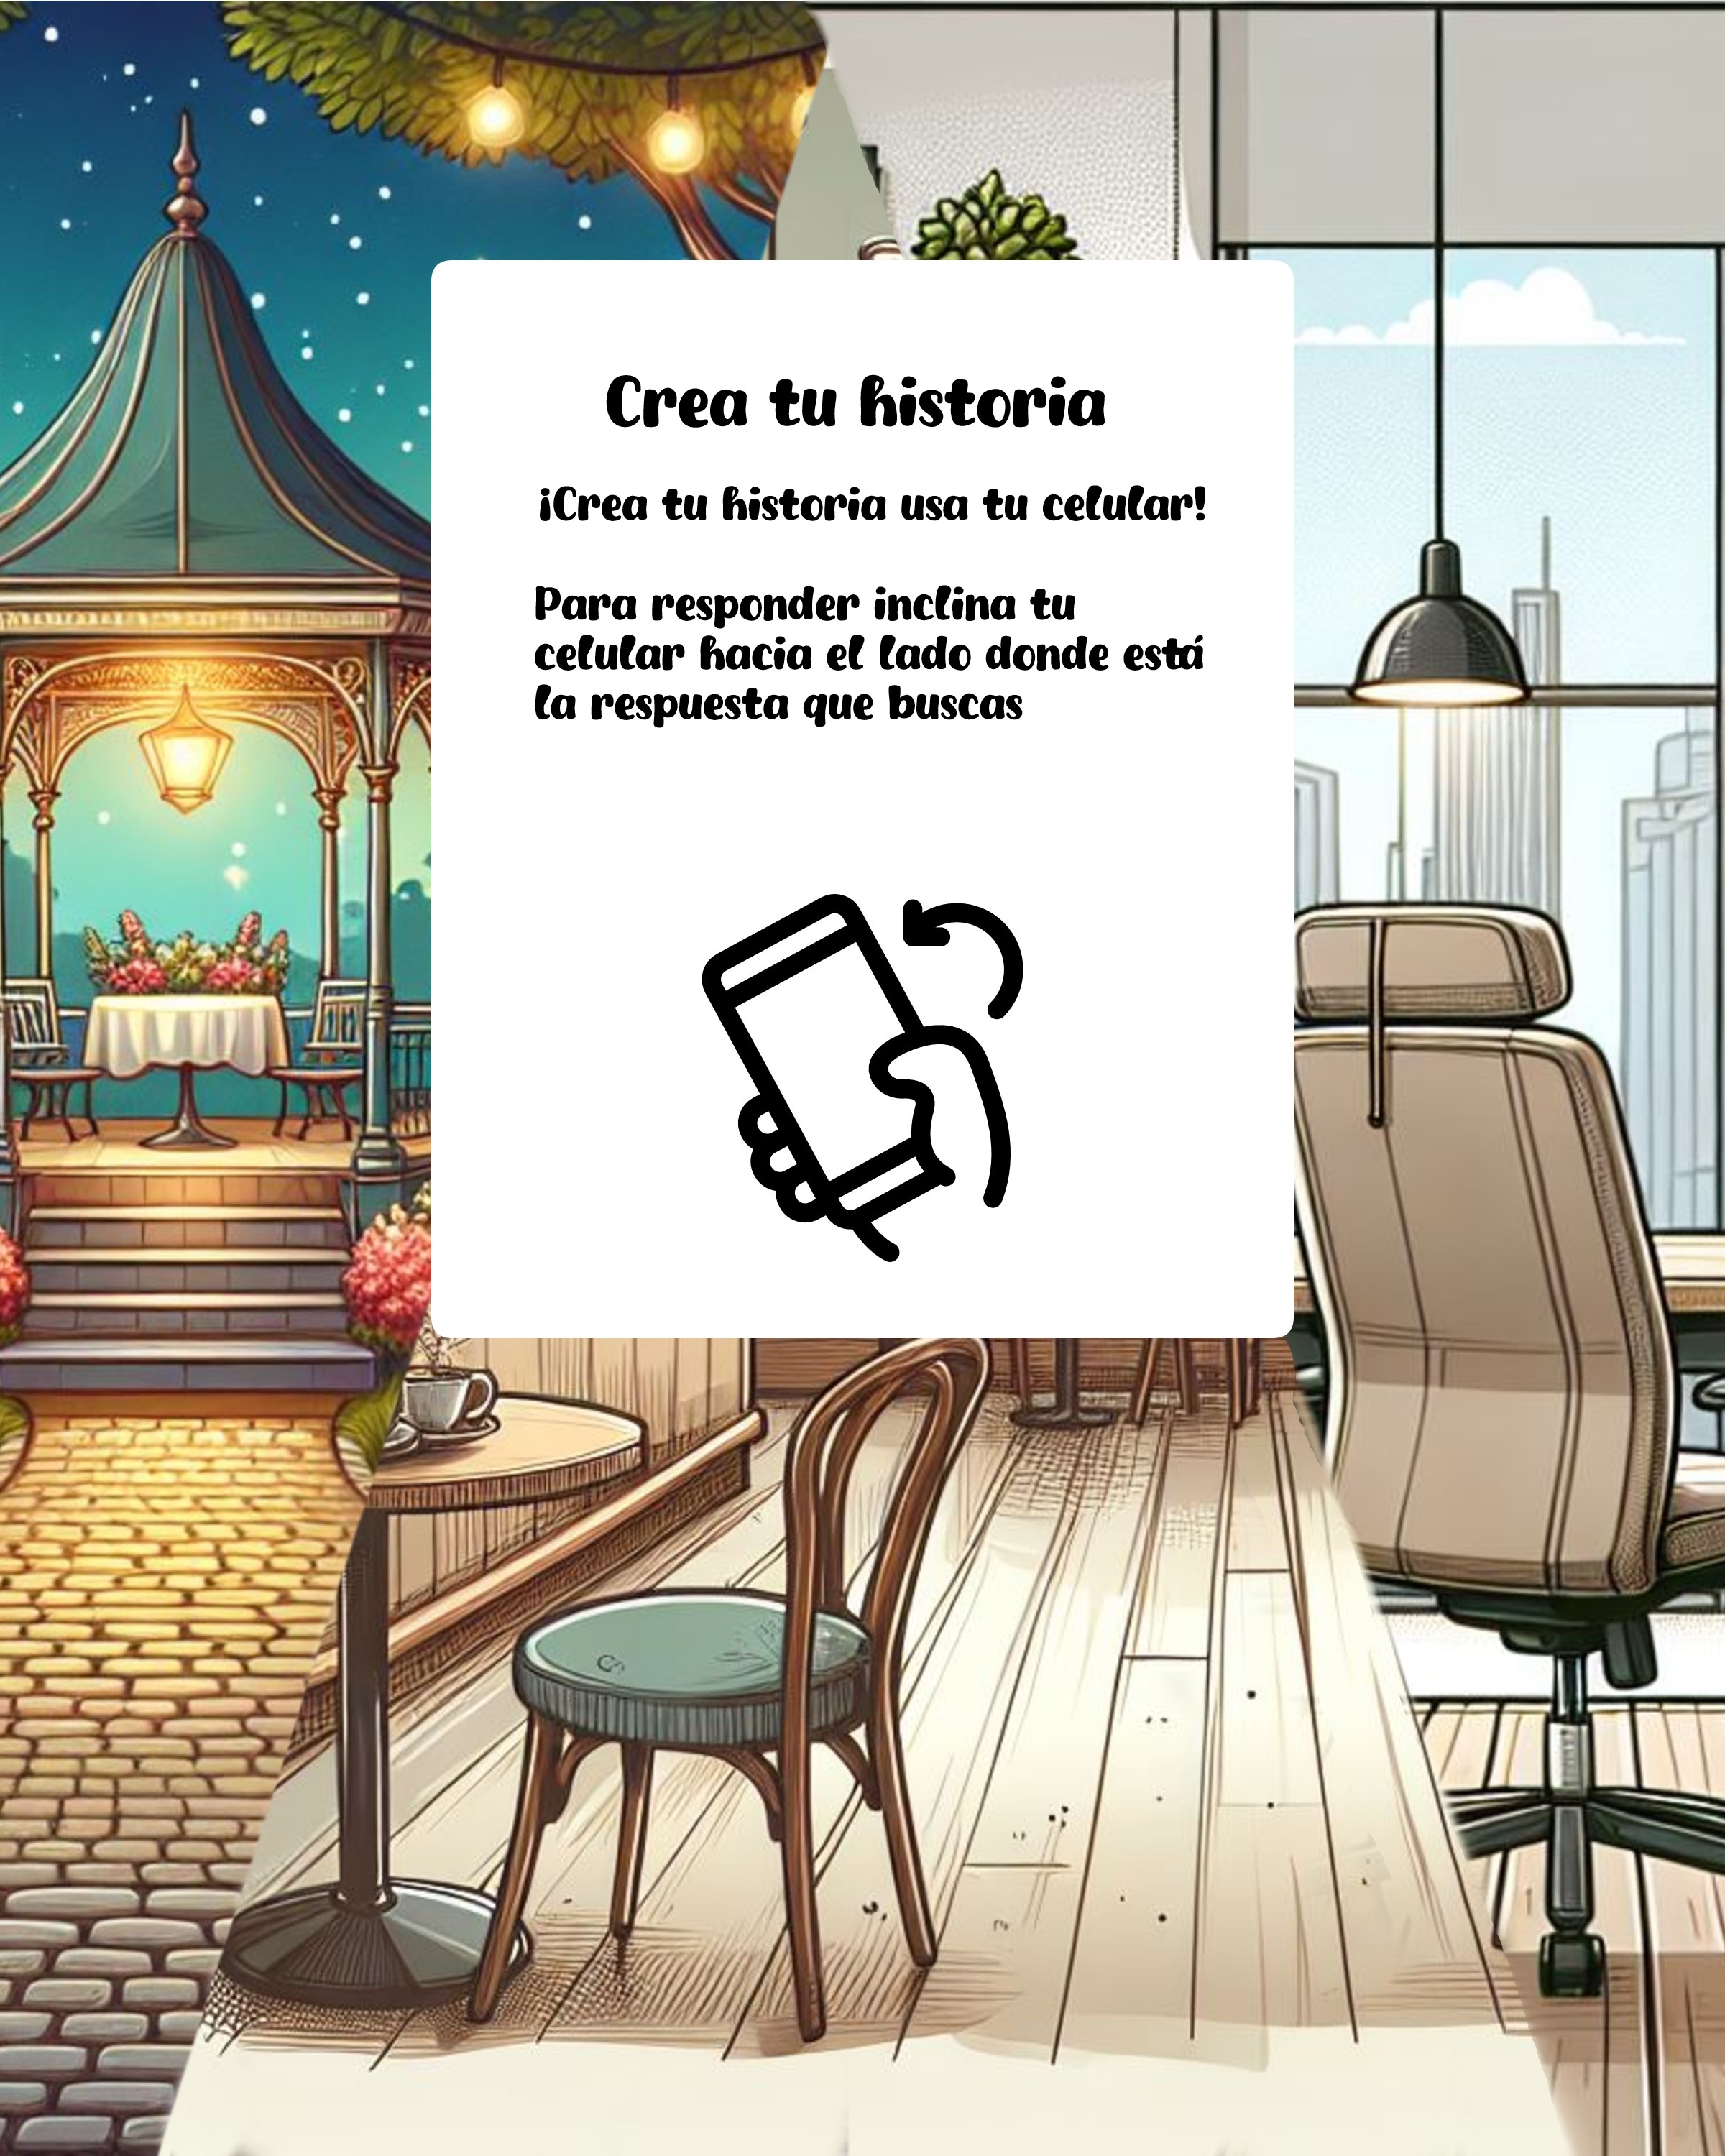 Crea tu historia
¡Crea tu historia usa tu celular!
Para responder inclina tu
celular hacia el lado donde está
la respuesta que buscas